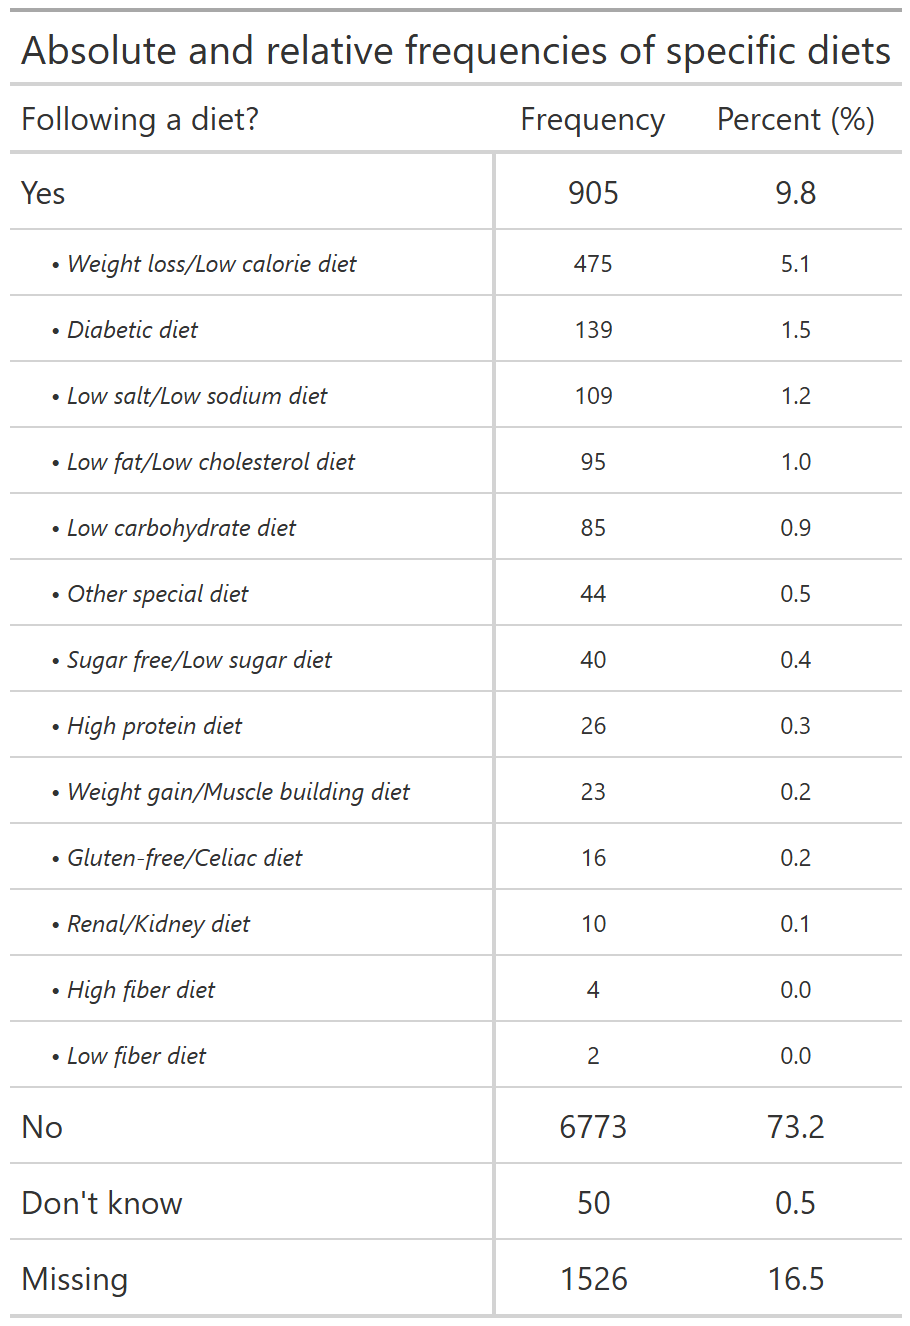 Absolute and relative frequencies of specific diets
Following a diet? Frequency Percent (%)
Yes 905 9.8
• Weight loss/Low calorie diet 475 5.1
• Diabetic diet 139 1.5
• Low salt/Low sodium diet 109 1.2
• Low fat/Low cholesterol diet 95 1.0
• Low carbohydrate diet 85 0.9
• Other special diet 44 0.5
• Sugar free/Low sugar diet 40 0.4
• High protein diet 26 0.3
• Weight gain/Muscle building diet 23 0.2
• Gluten-free/Celiac diet 16 0.2
• Renal/Kidney diet 10 0.1
• High fiber diet 4 0.0
• Low fiber diet 2 0.0
No 6773 73.2
Don't know 50 0.5
Missing 1526 16.5